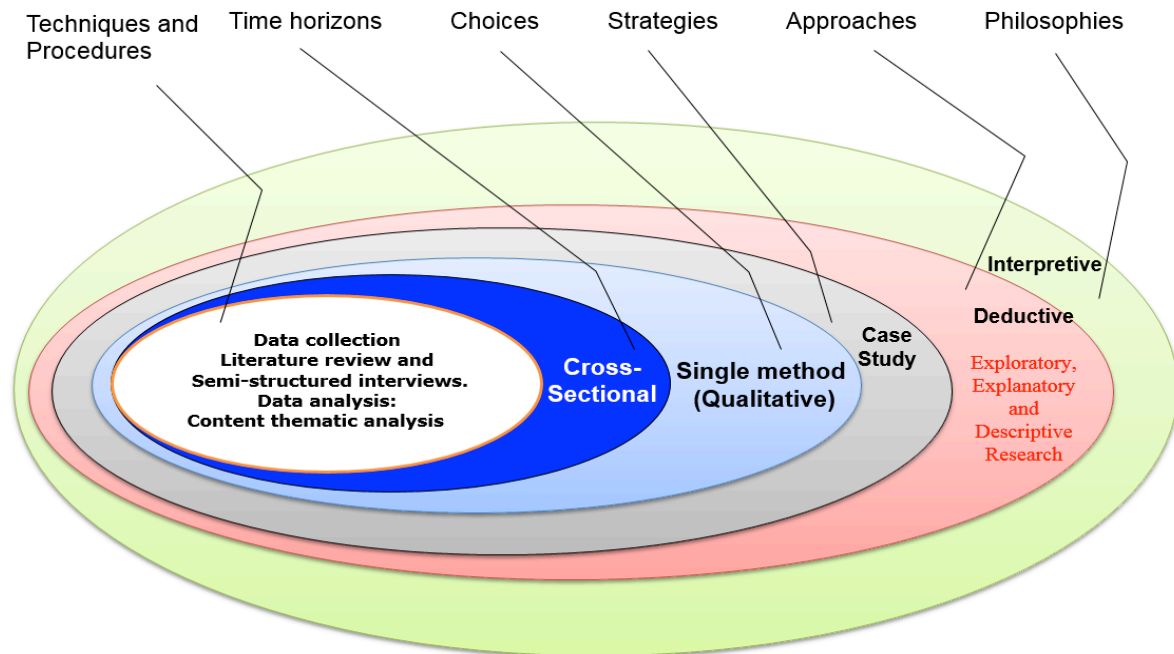 Techniques and
Procedures
Time horizons
Choices
Strategies
Approaches
Philosophies
Interpretive
Deductive
Exploratory,
Explanatory
and
Descriptive
Research
Case
Study
Single method
(Qualitative)
Cross-
Sectional
Data collection
Literature review and
Semi-structured interviews.
Data analysis:
Content thematic analysis